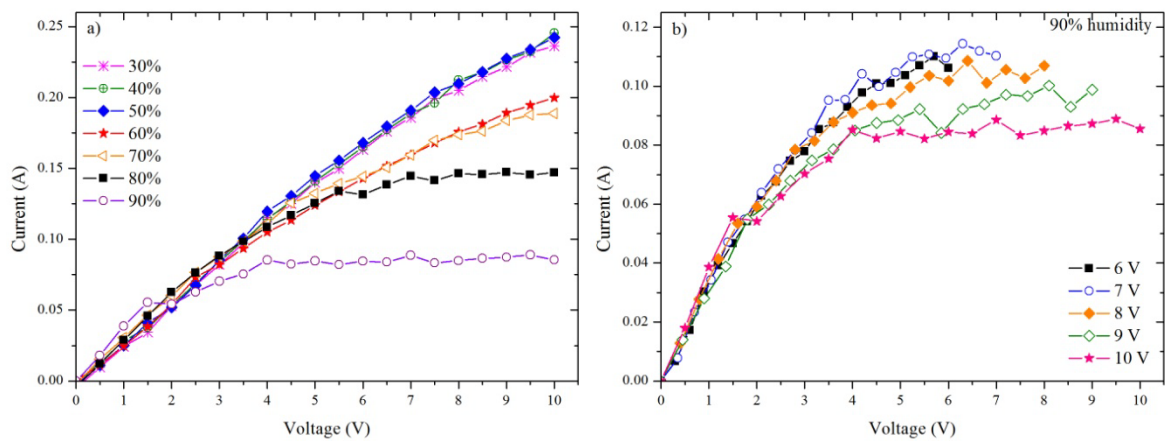 a)
30%
40%
50%
60%
70%
80%
90%
0.25
0.20
0.15
0.10
0.05
0.00
Current (A)
0 1 2 3 4 5 6 7 8 9 10
Voltage (V)
b)
90% humidity
6 V
7 V
8 V
9 V
10 V
0.12
0.10
0.08
0.06
0.04
0.02
0.00
Current (A)
0 1 2 3 4 5 6 7 8 9 10
Voltage (V)